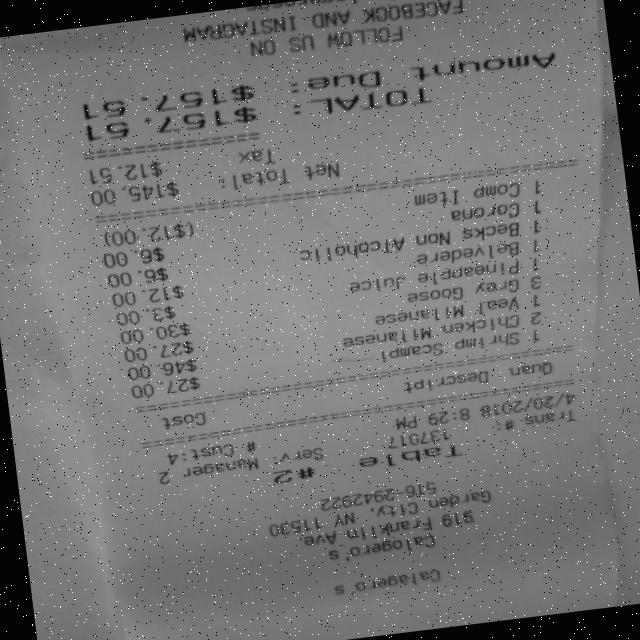 Calagero's
Calogero's
919 Franklin Ave
Garden City, NY 11530
516-2942922
Table #2
Trans #: 137017 Serv: Manager 2
4/20/2018 8:29 PM # Cust:4
Quan Descript Cost
1 Shrimp Scampi $27.00
2 Chicken Milanese $46.00
1 Veal Milanese $27.00
3 Grey Goose $30.00
1 Pineapple Juice $3.00
1 Belvedere $12.00
1 Becks Non Alcoholic $6.00
1 Corona $6.00
1 Comp Item ($12.00)
Net Total: $145.00
Tax $12.51
TOTAL: $157.51
Amount Due: $157.51
FOLLOW US ON
FACEBOOK AND INSTAGRAM